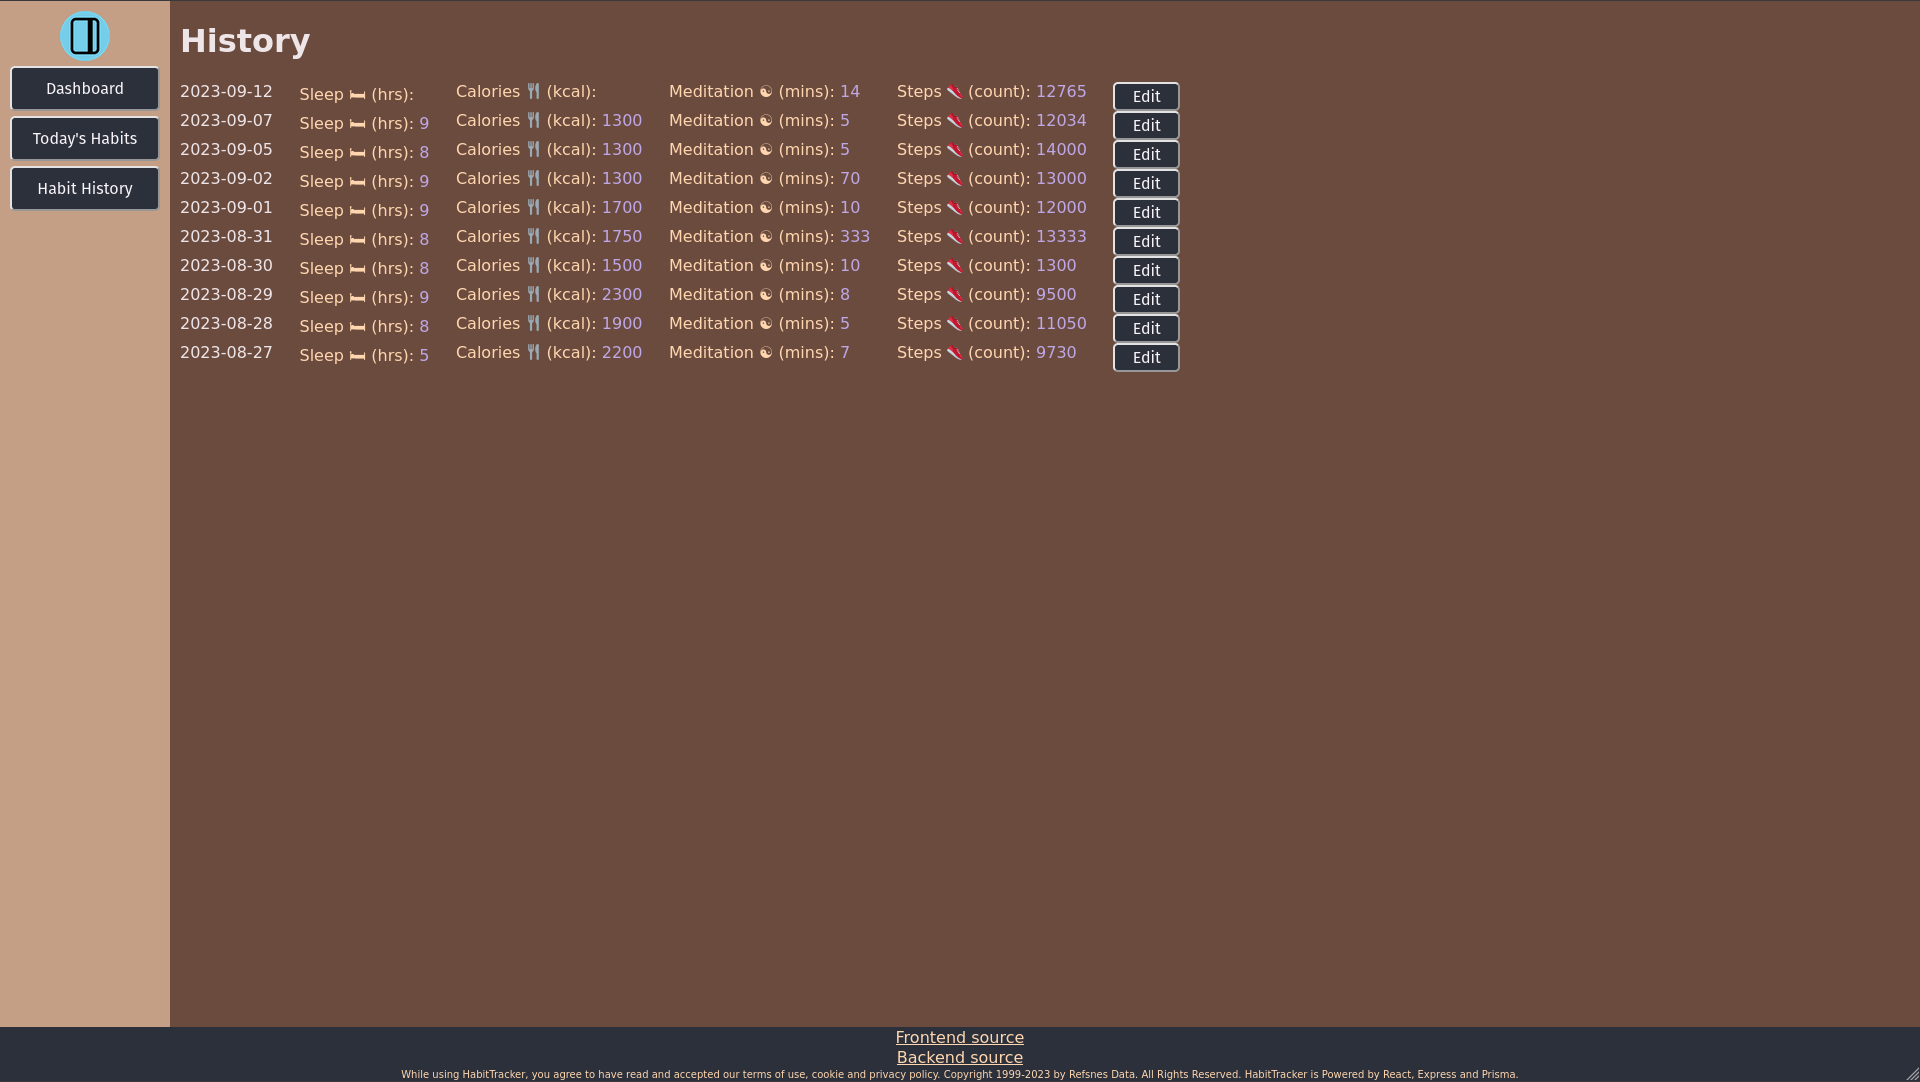 History
Dashboard
Today's Habits
Habit History
2023-09-12 Sleep 🛏 (hrs): Calories 🍴 (kcal): Meditation ☯ (mins): 14 Steps 👠 (count): 12765 Edit
2023-09-07 Sleep 🛏 (hrs): 9 Calories 🍴 (kcal): 1300 Meditation ☯ (mins): 5 Steps 👠 (count): 12034 Edit
2023-09-05 Sleep 🛏 (hrs): 8 Calories 🍴 (kcal): 1300 Meditation ☯ (mins): 5 Steps 👠 (count): 14000 Edit
2023-09-02 Sleep 🛏 (hrs): 9 Calories 🍴 (kcal): 1300 Meditation ☯ (mins): 70 Steps 👠 (count): 13000 Edit
2023-09-01 Sleep 🛏 (hrs): 9 Calories 🍴 (kcal): 1700 Meditation ☯ (mins): 10 Steps 👠 (count): 12000 Edit
2023-08-31 Sleep 🛏 (hrs): 8 Calories 🍴 (kcal): 1750 Meditation ☯ (mins): 333 Steps 👠 (count): 13333 Edit
2023-08-30 Sleep 🛏 (hrs): 8 Calories 🍴 (kcal): 1500 Meditation ☯ (mins): 10 Steps 👠 (count): 1300 Edit
2023-08-29 Sleep 🛏 (hrs): 9 Calories 🍴 (kcal): 2300 Meditation ☯ (mins): 8 Steps 👠 (count): 9500 Edit
2023-08-28 Sleep 🛏 (hrs): 8 Calories 🍴 (kcal): 1900 Meditation ☯ (mins): 5 Steps 👠 (count): 11050 Edit
2023-08-27 Sleep 🛏 (hrs): 5 Calories 🍴 (kcal): 2200 Meditation ☯ (mins): 7 Steps 👠 (count): 9730 Edit
Frontend source
Backend source
While using HabitTracker, you agree to have read and accepted our terms of use, cookie and privacy policy. Copyright 1999-2023 by Refsnes Data. All Rights Reserved. HabitTracker is Powered by React, Express and Prisma.